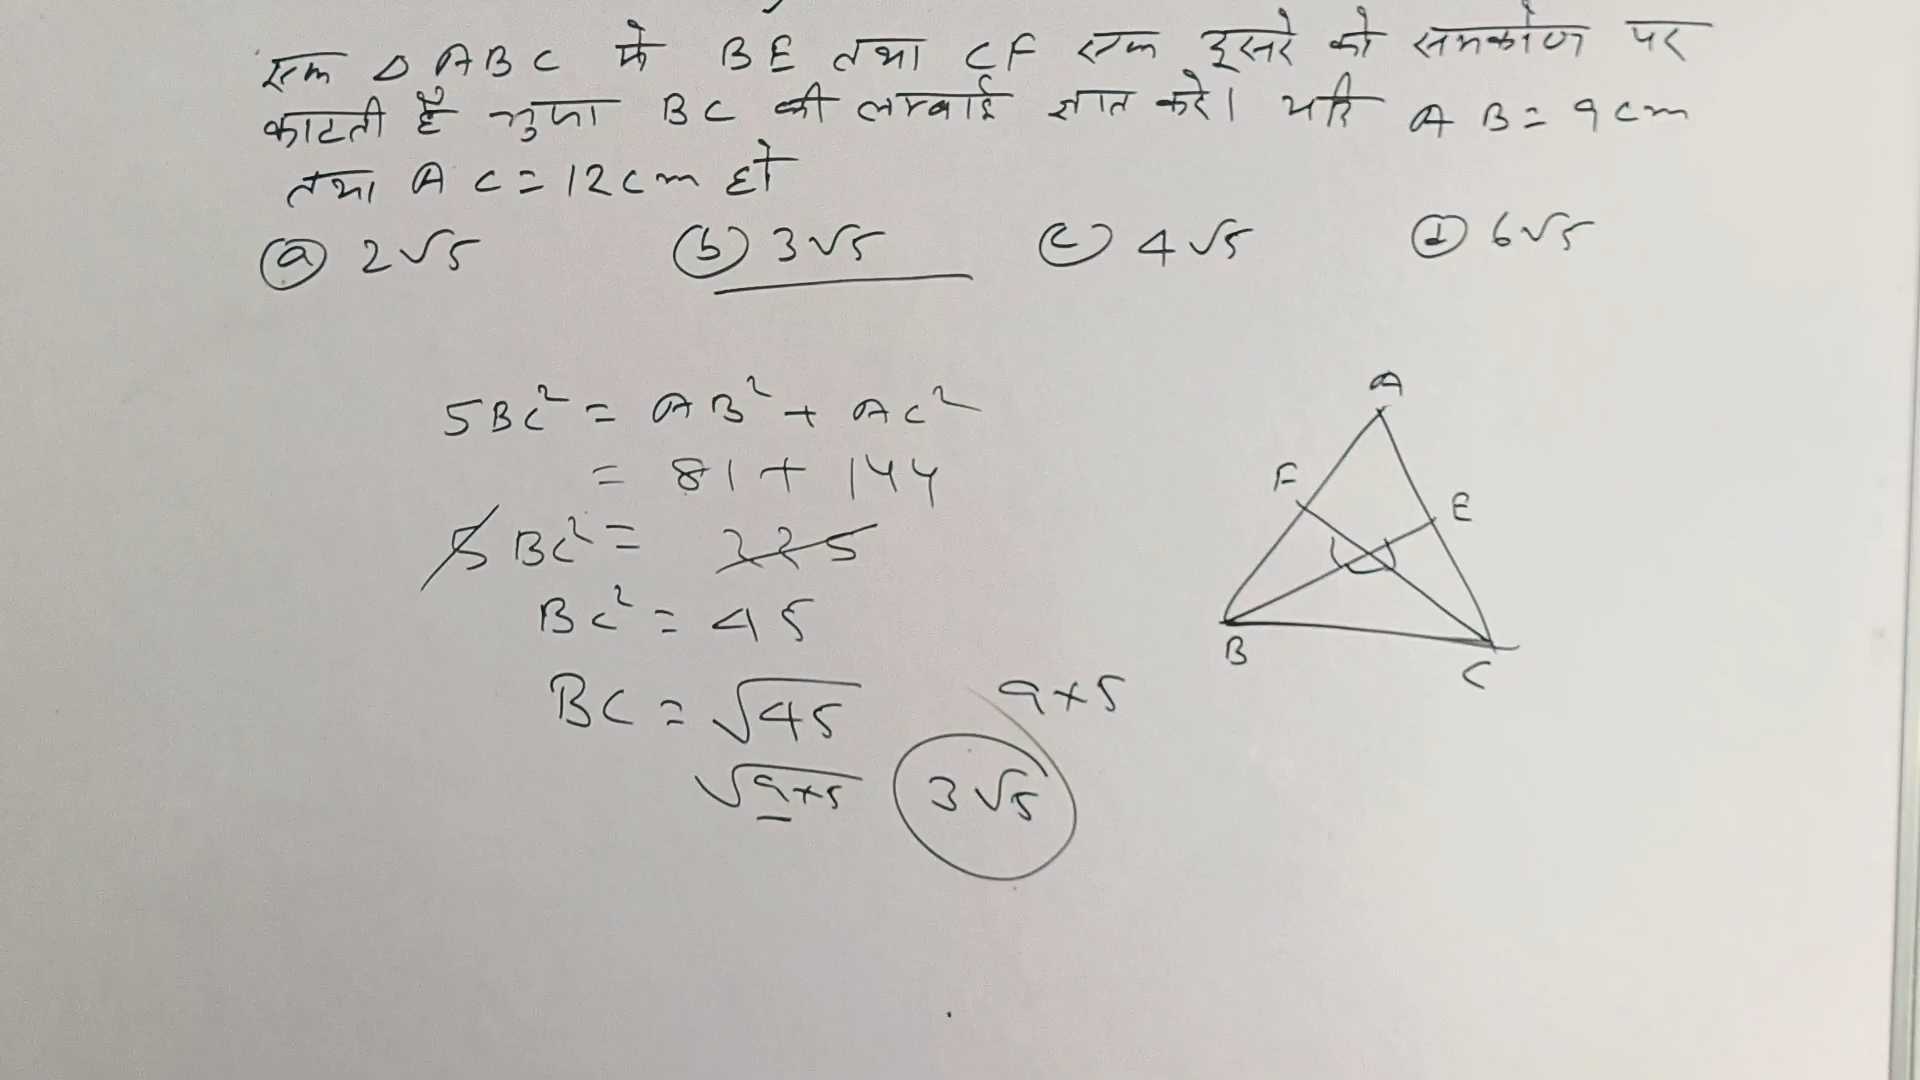 एक △ ABC में BE तथा CF एक दूसरे को समकोण पर
काटती है भुजा BC की लम्बाई ज्ञात करे। यदि AB = 9cm
तथा AC = 12cm हो
(a) 2√5 (b) 3√5 (c) 4√5 (d) 6√5
5BC² = AB² + AC²
= 81 + 144
5BC² = 225
BC² = 45
BC = √45
9×5
√9×5 3√5
A
F
E
B
C